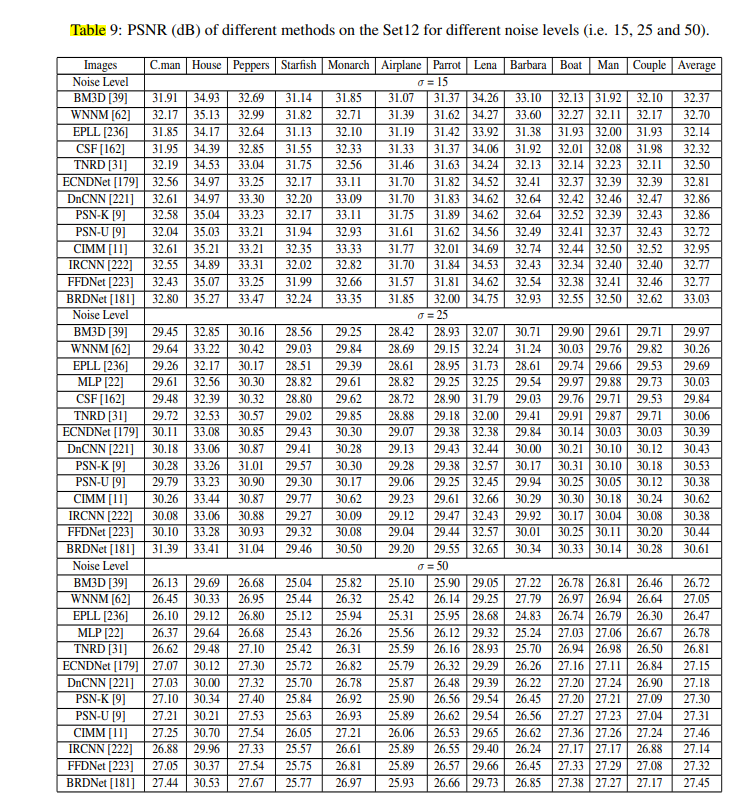 Table 9: PSNR (dB) of different methods on the Set12 for different noise levels (i.e. 15, 25 and 50).
Images C.man House Peppers Starfish Monarch Airplane Parrot Lena Barbara Boat Man Couple Average
Noise Level σ = 15
BM3D [39] 31.91 34.93 32.69 31.14 31.85 31.07 31.37 34.26 33.10 32.13 31.92 32.10 32.37
WNNM [62] 32.17 35.13 32.99 31.82 32.71 31.39 31.62 34.27 33.60 32.27 32.11 32.17 32.70
EPLL [236] 31.85 34.17 32.64 31.13 32.10 31.19 31.42 33.92 31.38 31.93 32.00 31.93 32.14
CSF [162] 31.95 34.39 32.85 31.55 32.33 31.33 31.37 34.06 31.92 32.01 32.08 31.98 32.32
TNRD [31] 32.19 34.53 33.04 31.75 32.56 31.46 31.63 34.24 32.13 32.14 32.23 32.11 32.50
ECNDNet [179] 32.56 34.97 33.25 32.17 33.11 31.70 31.82 34.52 32.41 32.37 32.39 32.39 32.81
DnCNN [221] 32.61 34.97 33.30 32.20 33.09 31.70 31.83 34.62 32.64 32.42 32.46 32.47 32.86
PSN-K [9] 32.58 35.04 33.23 32.17 33.11 31.75 31.89 34.62 32.64 32.52 32.39 32.43 32.86
PSN-U [9] 32.04 35.03 33.21 31.94 32.93 31.61 31.62 34.56 32.49 32.41 32.37 32.43 32.72
CIMM [11] 32.61 35.21 33.21 32.35 33.33 31.77 32.01 34.69 32.74 32.44 32.50 32.52 32.95
IRCNN [222] 32.55 34.89 33.31 32.02 32.82 31.70 31.84 34.53 32.43 32.34 32.40 32.40 32.77
FFDNet [223] 32.43 35.07 33.25 31.99 32.66 31.57 31.81 34.62 32.54 32.38 32.41 32.46 32.77
BRDNet [181] 32.80 35.27 33.47 32.24 33.35 31.85 32.00 34.75 32.93 32.55 32.50 32.62 33.03
Noise Level σ = 25
BM3D [39] 29.45 32.85 30.16 28.56 29.25 28.42 28.93 32.07 30.71 29.90 29.61 29.71 29.97
WNNM [62] 29.64 33.22 30.42 29.03 29.84 28.69 29.15 32.24 31.24 30.03 29.76 29.82 30.26
EPLL [236] 29.26 32.17 30.17 28.51 29.39 28.61 28.95 31.73 28.61 29.74 29.66 29.53 29.69
MLP [22] 29.61 32.56 30.30 28.82 29.61 28.82 29.25 32.25 29.54 29.97 29.88 29.73 30.03
CSF [162] 29.48 32.39 30.32 28.80 29.62 28.72 28.90 31.79 29.03 29.76 29.71 29.53 29.84
TNRD [31] 29.72 32.53 30.57 29.02 29.85 28.88 29.18 32.00 29.41 29.91 29.87 29.71 30.06
ECNDNet [179] 30.11 33.08 30.85 29.43 30.30 29.07 29.38 32.38 29.84 30.14 30.03 30.03 30.39
DnCNN [221] 30.18 33.06 30.87 29.41 30.28 29.13 29.43 32.44 30.00 30.21 30.10 30.12 30.43
PSN-K [9] 30.28 33.26 31.01 29.57 30.30 29.28 29.38 32.57 30.17 30.31 30.10 30.18 30.53
PSN-U [9] 29.79 33.23 30.90 29.30 30.17 29.06 29.25 32.45 29.94 30.25 30.05 30.12 30.38
CIMM [11] 30.26 33.44 30.87 29.77 30.62 29.23 29.61 32.66 30.29 30.30 30.18 30.24 30.62
IRCNN [222] 30.08 33.06 30.88 29.27 30.09 29.12 29.47 32.43 29.92 30.17 30.04 30.08 30.38
FFDNet [223] 30.10 33.28 30.93 29.32 30.08 29.04 29.44 32.57 30.01 30.25 30.11 30.20 30.44
BRDNet [181] 31.39 33.41 31.04 29.46 30.50 29.20 29.55 32.65 30.34 30.33 30.14 30.28 30.61
Noise Level σ = 50
BM3D [39] 26.13 29.69 26.68 25.04 25.82 25.10 25.90 29.05 27.22 26.78 26.81 26.46 26.72
WNNM [62] 26.45 30.33 26.95 25.44 26.32 25.42 26.14 29.25 27.79 26.97 26.94 26.64 27.05
EPLL [236] 26.10 29.12 26.80 25.12 25.94 25.31 25.95 28.68 24.83 26.74 26.79 26.30 26.47
MLP [22] 26.37 29.64 26.68 25.43 26.26 25.56 26.12 29.32 25.24 27.03 27.06 26.67 26.78
TNRD [31] 26.62 29.48 27.10 25.42 26.31 25.59 26.16 28.93 25.70 26.94 26.98 26.50 26.81
ECNDNet [179] 27.07 30.12 27.30 25.72 26.82 25.79 26.32 29.29 26.26 27.16 27.11 26.84 27.15
DnCNN [221] 27.03 30.00 27.32 25.70 26.78 25.87 26.48 29.39 26.22 27.20 27.24 26.90 27.18
PSN-K [9] 27.10 30.34 27.40 25.84 26.92 25.90 26.56 29.54 26.45 27.20 27.21 27.09 27.30
PSN-U [9] 27.21 30.21 27.53 25.63 26.93 25.89 26.62 29.54 26.56 27.27 27.23 27.04 27.31
CIMM [11] 27.25 30.70 27.54 26.05 27.21 26.06 26.53 29.65 26.62 27.36 27.26 27.24 27.46
IRCNN [222] 26.88 29.96 27.33 25.57 26.61 25.89 26.55 29.40 26.24 27.17 27.17 26.88 27.14
FFDNet [223] 27.05 30.37 27.54 25.75 26.81 25.89 26.57 29.66 26.45 27.33 27.29 27.08 27.32
BRDNet [181] 27.44 30.53 27.67 25.77 26.97 25.93 26.66 29.73 26.85 27.38 27.27 27.17 27.45